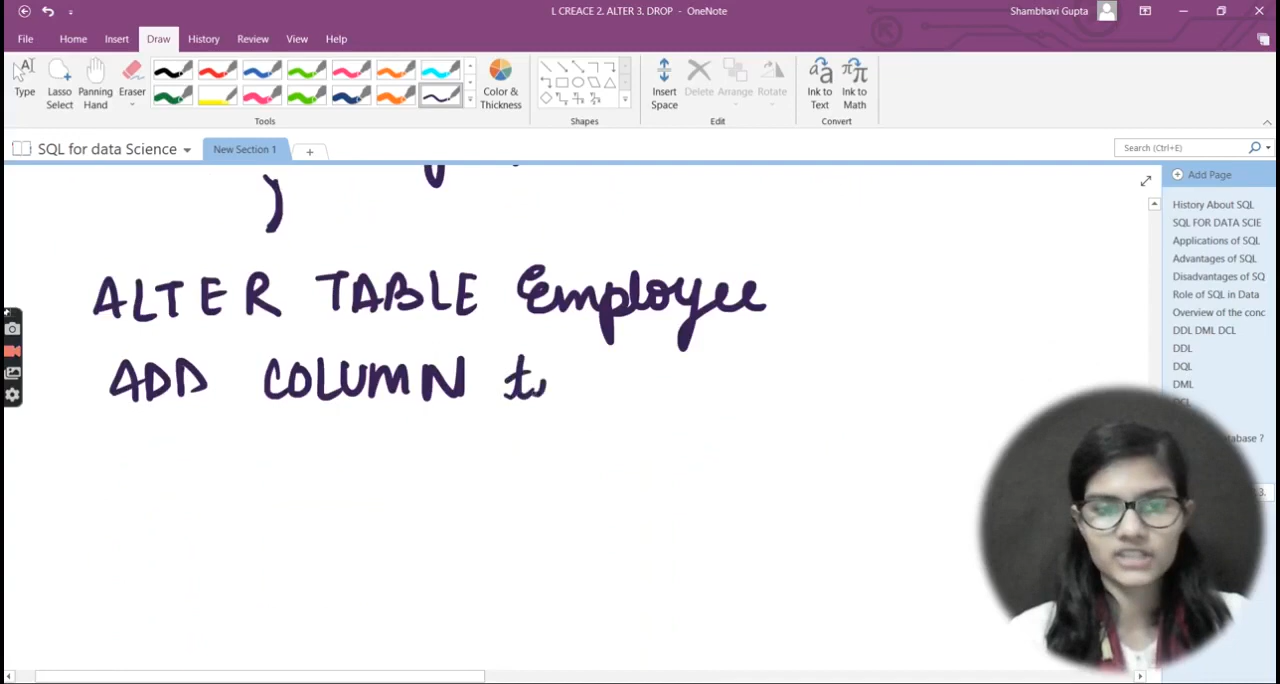 L CREACE 2. ALTER 3. DROP - OneNote
Shambhavi Gupta
File Home Insert Draw History Review View Help
Type
Lasso Select
Panning Hand
Eraser
Color & Thickness
Insert Space
Delete
Arrange
Rotate
Ink to Text
Ink to Math
Tools
Shapes
Edit
Convert
SQL for data Science
New Section 1
Search (Ctrl+E)
)
ALTER TABLE Employee
ADD COLUMN
Add Page
History About SQL
SQL FOR DATA SCIE
Applications of SQL
Advantages of SQL
Disadvantages of SQ
Role of SQL in Data
Overview of the conc
DDL DML DCL
DDL
DQL
DML
DCL
tabase ?
3.